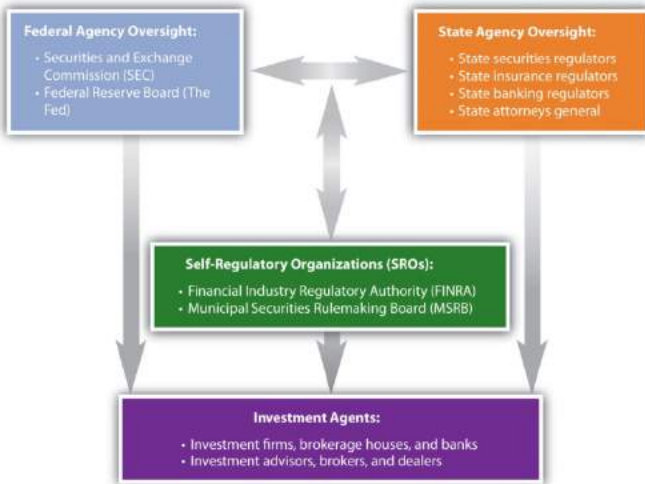 Federal Agency Oversight:
• Securities and Exchange
Commission (SEC)
• Federal Reserve Board (The
Fed)
State Agency Oversight:
• State securities regulators
• State insurance regulators
• State banking regulators
• State attorneys general
Self-Regulatory Organizations (SROs):
• Financial Industry Regulatory Authority (FINRA)
• Municipal Securities Rulemaking Board (MSRB)
Investment Agents:
• Investment firms, brokerage houses, and banks
• Investment advisors, brokers, and dealers